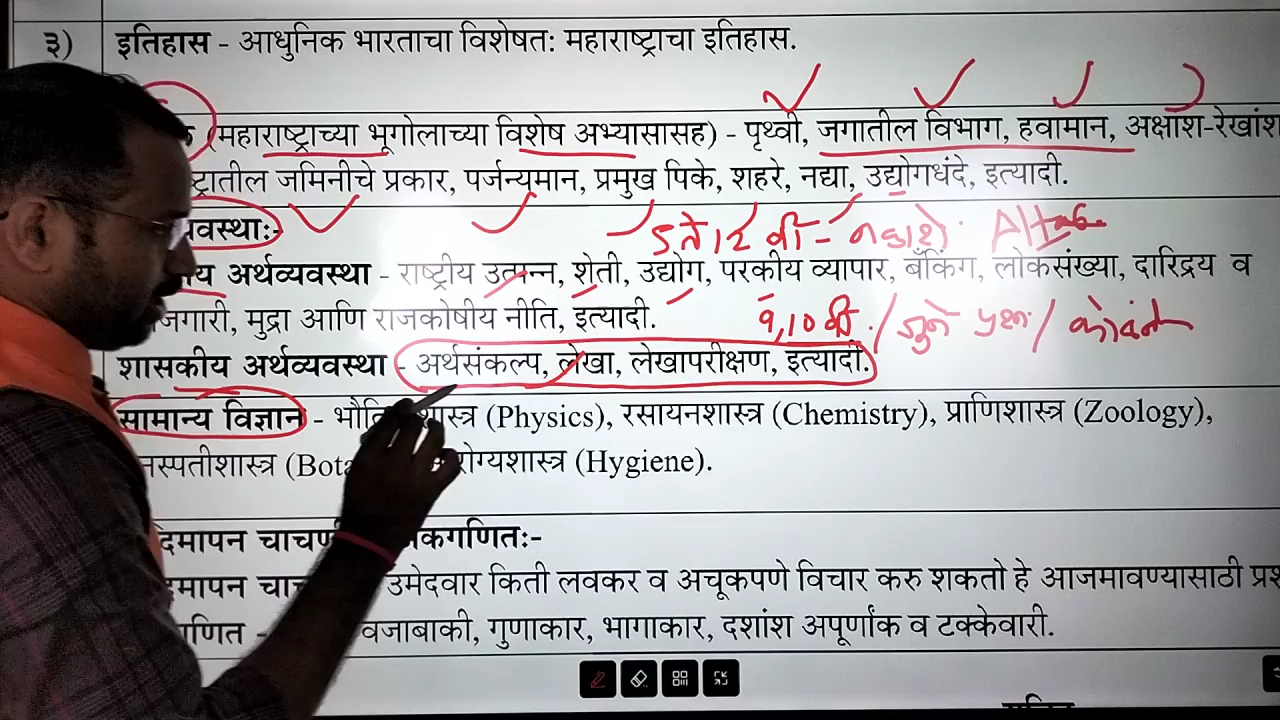 ३) इतिहास - आधुनिक भारताचा विशेषतः महाराष्ट्राचा इतिहास.
(महाराष्ट्राच्या भूगोलाच्या विशेष अभ्यासासह) - पृथ्वी, जगातील विभाग, हवामान, अक्षांश-रेखांश
ट्रातील जमिनीचे प्रकार, पर्जन्यमान, प्रमुख पिके, शहरे, नद्या, उद्योगधंदे, इत्यादी.
व्यवस्थाः-
5 ते 12 वी - नकाशे
ीय अर्थव्यवस्था - राष्ट्रीय उत्पन्न, शेती, उद्योग, परकीय व्यापार, बँकिंग, लोकसंख्या, दारिद्रय व
जगारी, मुद्रा आणि राजकोषीय नीति, इत्यादी.
9,10 वी / जुने प्रश्न /
शासकीय अर्थव्यवस्था - अर्थसंकल्प, लेखा, लेखापरीक्षण, इत्यादी.
सामान्य विज्ञान - भौति शास्त्र (Physics), रसायनशास्त्र (Chemistry), प्राणिशास्त्र (Zoology),
नस्पतीशास्त्र (Bota रोग्यशास्त्र (Hygiene).
दिमापन चाचणी कगणितः-
दिमापन चाच उमेदवार किती लवकर व अचूकपणे विचार करु शकतो हे आजमावण्यासाठी प्रश
गणित - वजाबाकी, गुणाकार, भागाकार, दशांश अपूर्णांक व टक्केवारी.